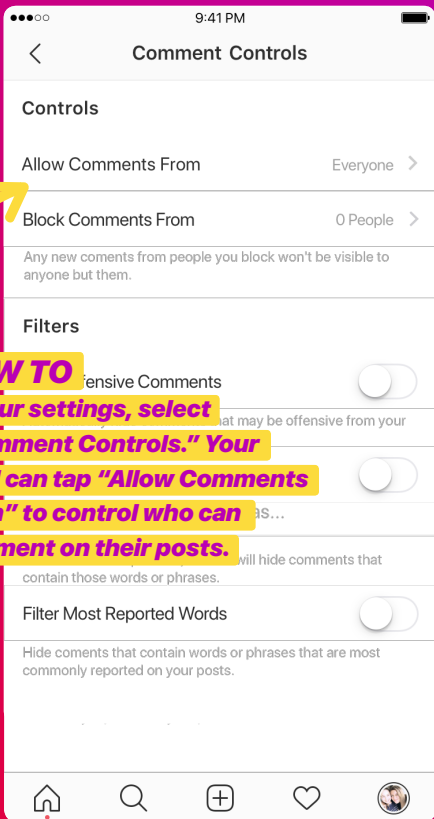 9:41 PM
Comment Controls
Controls
Allow Comments From Everyone
Block Comments From 0 People
Any new coments from people you block won't be visible to
anyone but them.
Filters
W TO
fensive Comments
ur settings, select
hat may be offensive from your
mment Controls.” Your
can tap “Allow Comments
” to control who can
as...
ment on their posts.
will hide comments that
contain those words or phrases.
Filter Most Reported Words
Hide coments that contain words or phrases that are most
commonly reported on your posts.